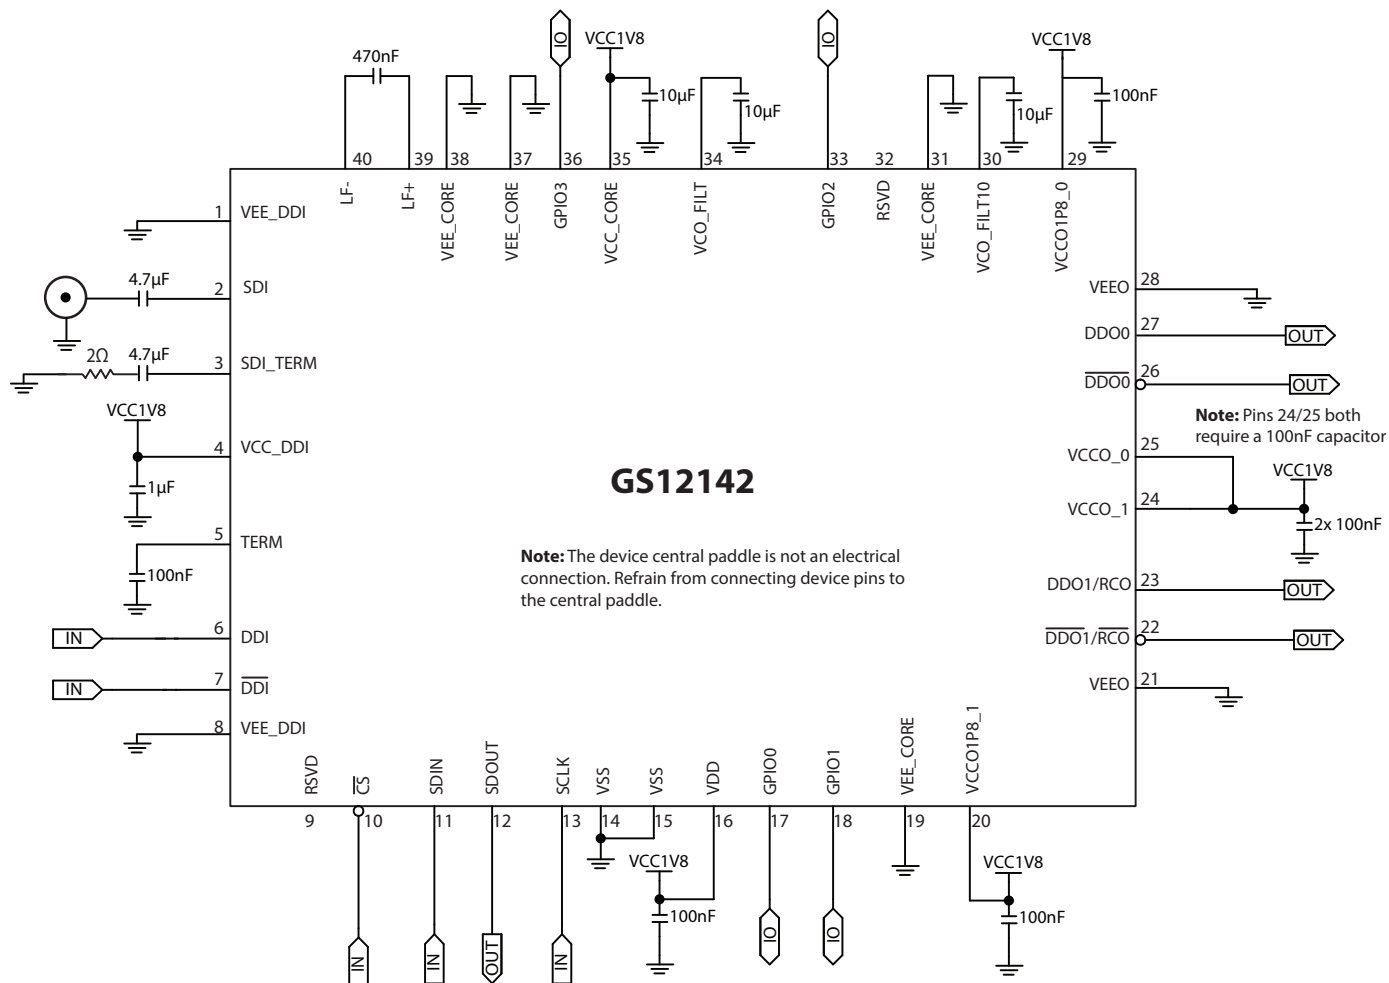 IO
VCC1V8
470nF
10µF
10µF
IO
10µF
VCC1V8
100nF
40
39
38
37
36
35
34
33
32
31
30
29
LF-
LF+
VEE_CORE
VEE_CORE
GPIO3
VCC_CORE
VCO_FILT
GPIO2
RSVD
VEE_CORE
VCO_FILT10
VCCO1P8_0
1 VEE_DDI
4.7µF
2 SDI
2Ω 4.7µF
3 SDI_TERM
VCC1V8
4 VCC_DDI
1µF
5 TERM
100nF
IN 6 DDI
IN 7 DDI
8 VEE_DDI
GS12142
Note: The device central paddle is not an electrical
connection. Refrain from connecting device pins to
the central paddle.
VEEO 28
DDO0 27 OUT
DDO0 26 OUT
Note: Pins 24/25 both
require a 100nF capacitor
VCCO_0 25
VCC1V8
VCCO_1 24
2x 100nF
DDO1/RCO 23 OUT
DDO1/RCO 22 OUT
VEEO 21
RSVD
CS
SDIN
SDOUT
SCLK
VSS
VSS
VDD
GPIO0
GPIO1
VEE_CORE
VCCO1P8_1
9
10
11
12
13
14
15
16
17
18
19
20
VCC1V8
100nF
VCC1V8
100nF
IN
IN
OUT
IN
IO
IO